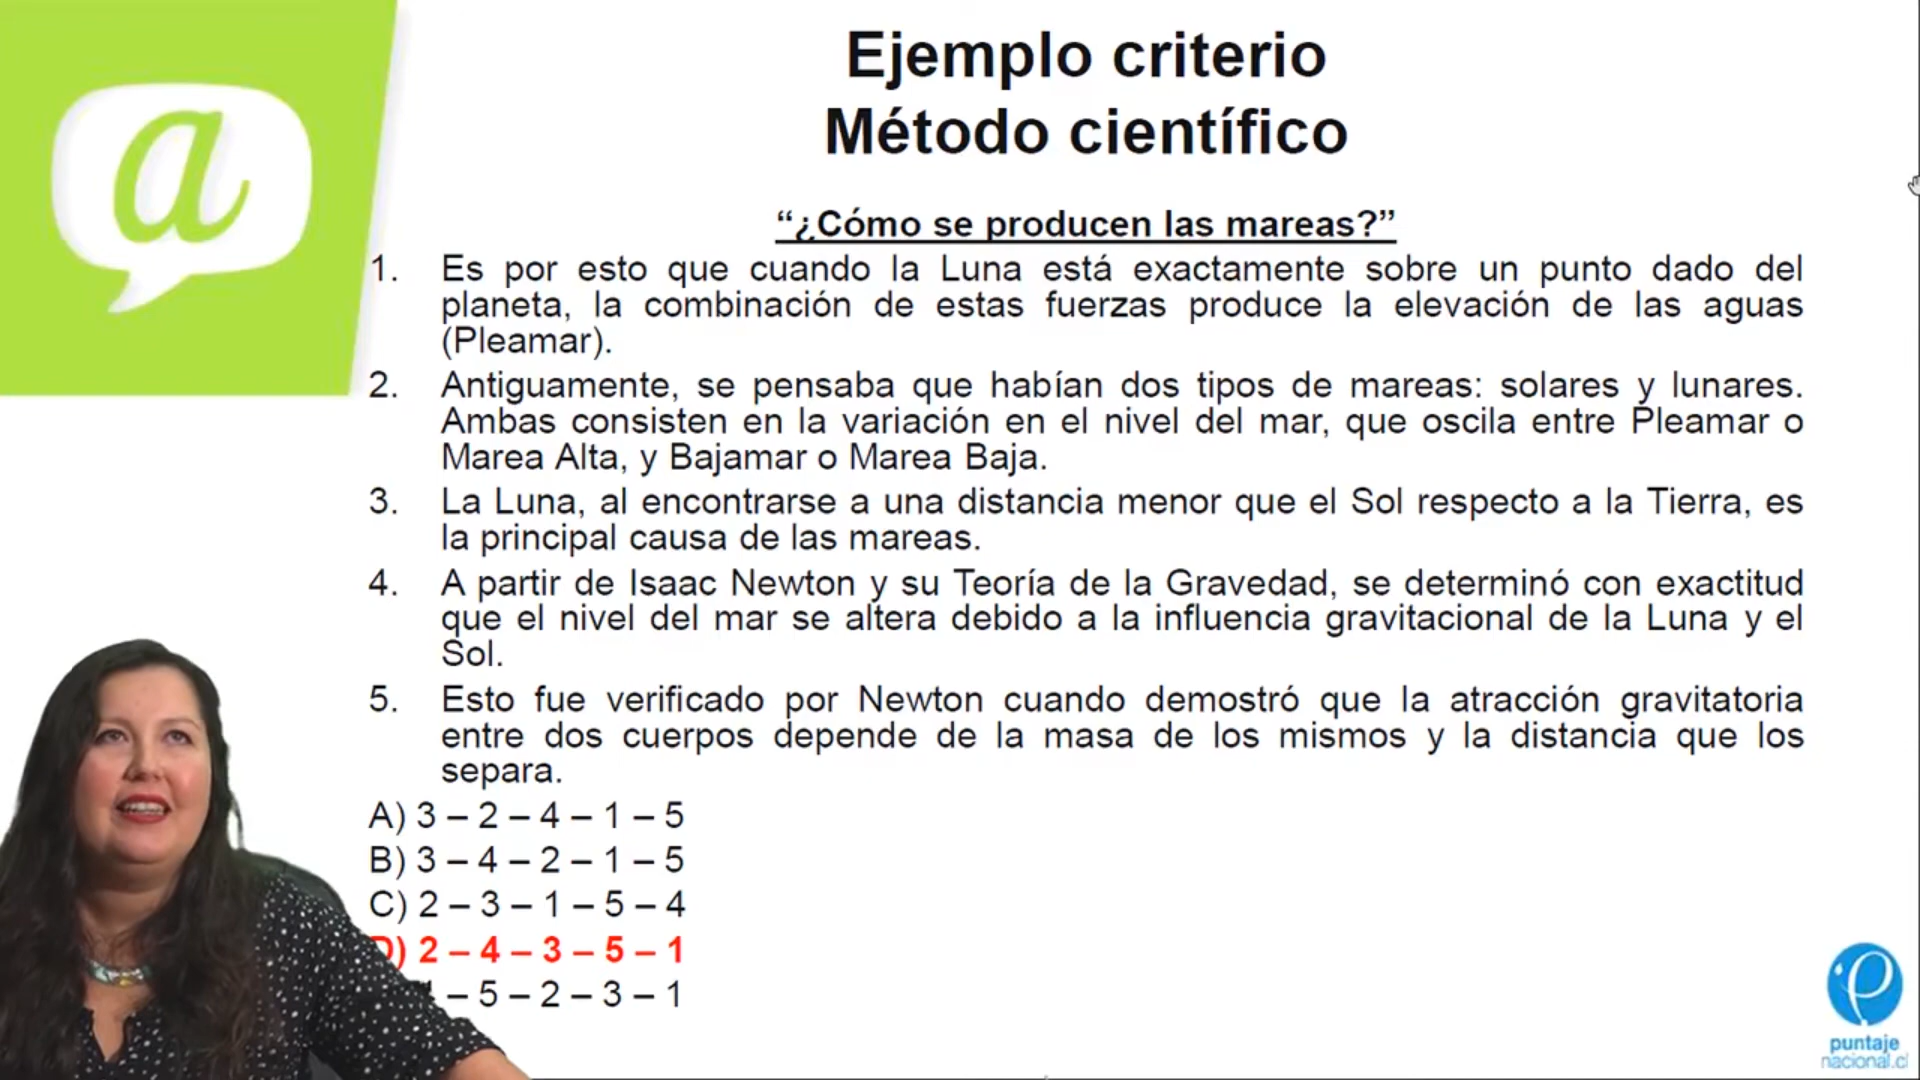 a
Ejemplo criterio
Método científico
“¿Cómo se producen las mareas?”
1. Es por esto que cuando la Luna está exactamente sobre un punto dado del
planeta, la combinación de estas fuerzas produce la elevación de las aguas
(Pleamar).
2. Antiguamente, se pensaba que habían dos tipos de mareas: solares y lunares.
Ambas consisten en la variación en el nivel del mar, que oscila entre Pleamar o
Marea Alta, y Bajamar o Marea Baja.
3. La Luna, al encontrarse a una distancia menor que el Sol respecto a la Tierra, es
la principal causa de las mareas.
4. A partir de Isaac Newton y su Teoría de la Gravedad, se determinó con exactitud
que el nivel del mar se altera debido a la influencia gravitacional de la Luna y el
Sol.
5. Esto fue verificado por Newton cuando demostró que la atracción gravitatoria
entre dos cuerpos depende de la masa de los mismos y la distancia que los
separa.
A) 3 – 2 – 4 – 1 – 5
B) 3 – 4 – 2 – 1 – 5
C) 2 – 3 – 1 – 5 – 4
D) 2 – 4 – 3 – 5 – 1
– 5 – 2 – 3 – 1
puntaje
nacional.cl